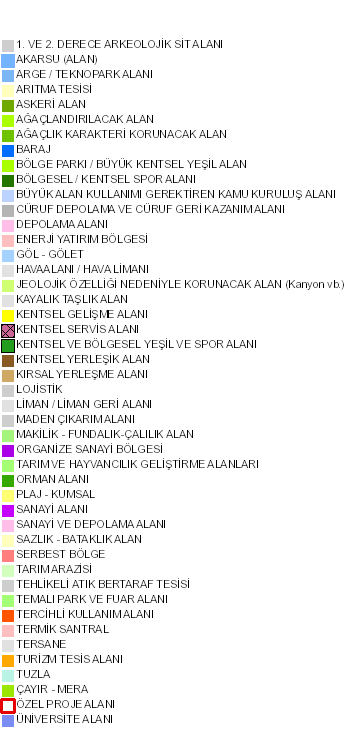 1. VE 2. DERECE ARKEOLOJİK SİT ALANI
AKARSU (ALAN)
ARGE / TEKNOPARK ALANI
ARITMA TESİSİ
ASKERİ ALAN
AĞAÇLANDIRILACAK ALAN
AĞAÇLIK KARAKTERİ KORUNACAK ALAN
BARAJ
BÖLGE PARKI / BÜYÜK KENTSEL YEŞİL ALAN
BÖLGESEL / KENTSEL SPOR ALANI
BÜYÜK ALAN KULLANIMI GEREKTİREN KAMU KURULUŞ ALANI
CÜRUF DEPOLAMA VE CÜRUF GERİ KAZANIM ALANI
DEPOLAMA ALANI
ENERJİ YATIRIM BÖLGESİ
GÖL - GÖLET
HAVAALANI / HAVA LİMANI
JEOLOJİK ÖZELLİĞİ NEDENİYLE KORUNACAK ALAN (Kanyon vb.)
KAYALIK TAŞLIK ALAN
KENTSEL GELİŞME ALANI
KENTSEL SERVİS ALANI
KENTSEL VE BÖLGESEL YEŞİL VE SPOR ALANI
KENTSEL YERLEŞİK ALAN
KIRSAL YERLEŞME ALANI
LOJİSTİK
LİMAN / LİMAN GERİ ALANI
MADEN ÇIKARIM ALANI
MAKİLİK - FUNDALIK-ÇALILIK ALAN
ORGANİZE SANAYİ BÖLGESİ
TARIM VE HAYVANCILIK GELİŞTİRME ALANLARI
ORMAN ALANI
PLAJ - KUMSAL
SANAYİ ALANI
SANAYİ VE DEPOLAMA ALANI
SAZLIK - BATAKLIK ALAN
SERBEST BÖLGE
TARIM ARAZİSİ
TEHLİKELİ ATIK BERTARAF TESİSİ
TEMALI PARK VE FUAR ALANI
TERCİHLİ KULLANIM ALANI
TERMİK SANTRAL
TERSANE
TURİZM TESİS ALANI
TUZLA
ÇAYIR - MERA
ÖZEL PROJE ALANI
ÜNİVERSİTE ALANI